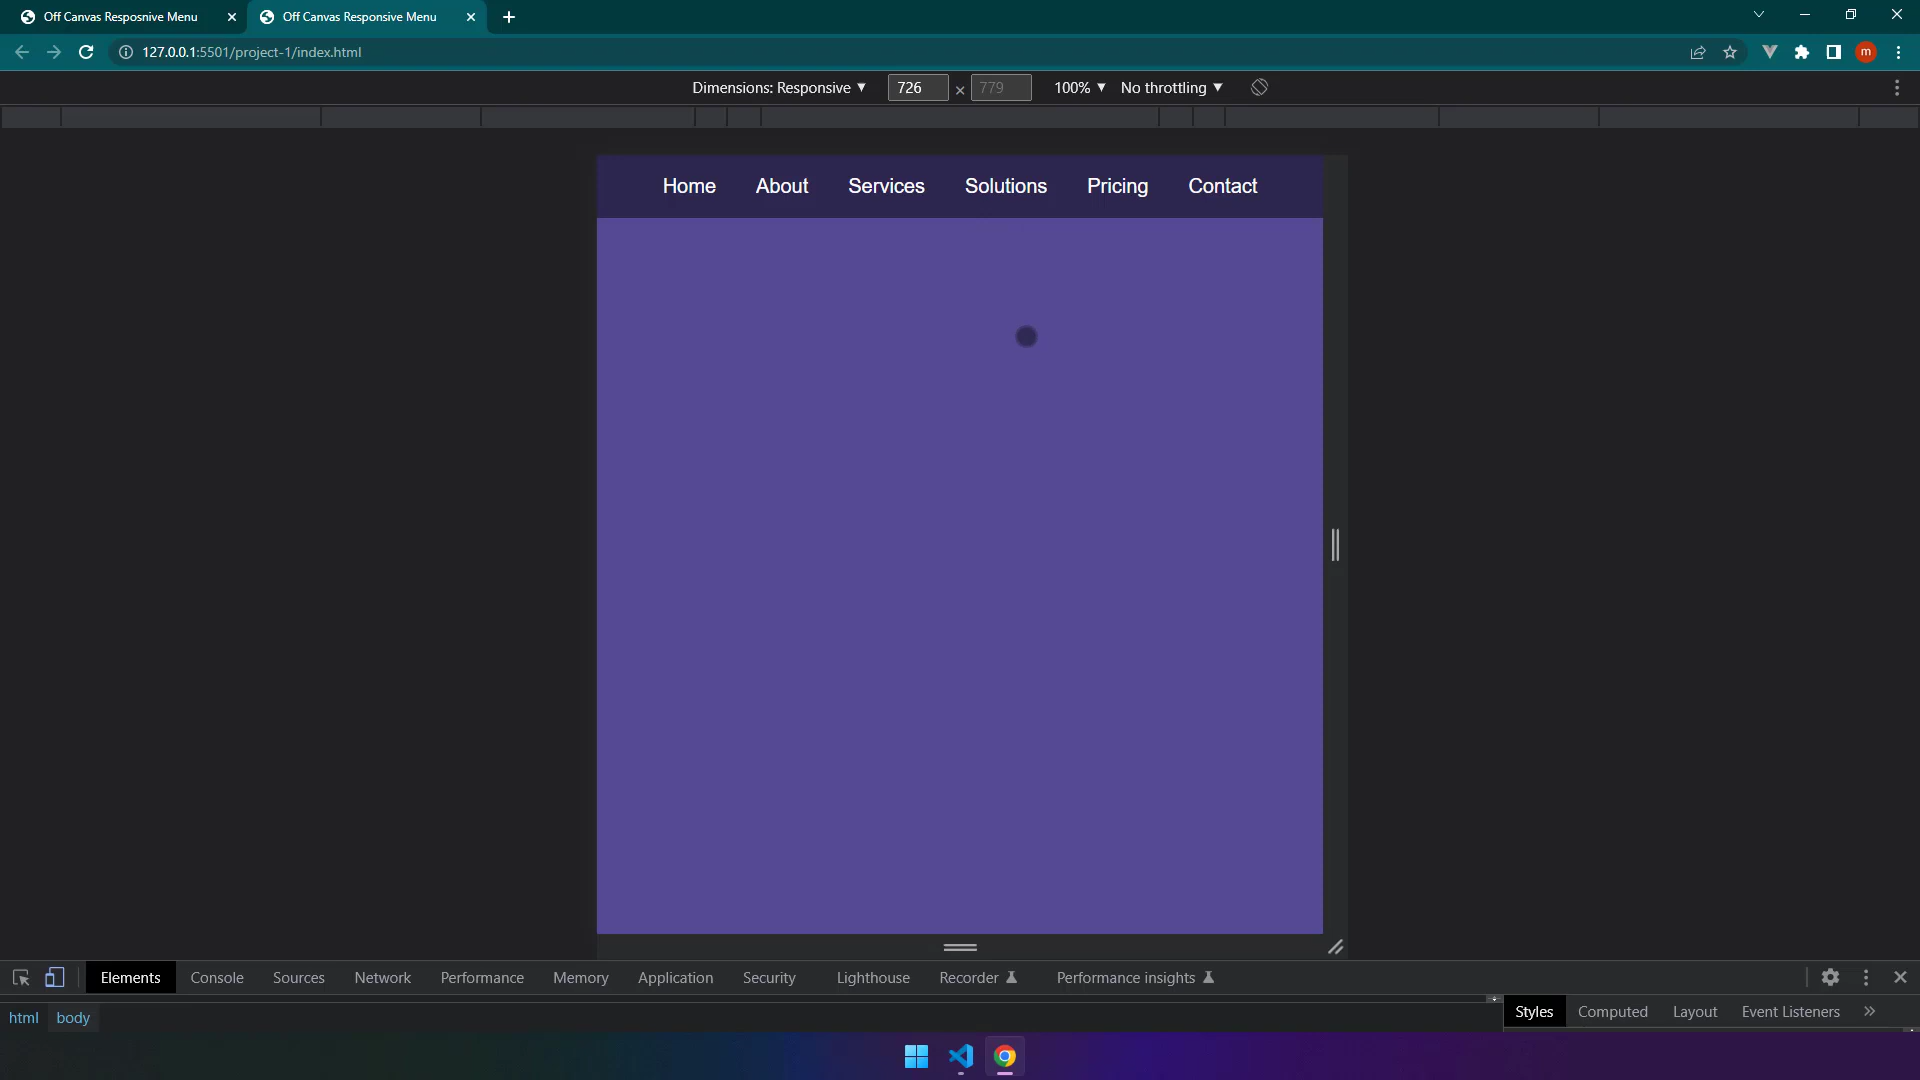 Off Canvas Resposnive Menu
Off Canvas Responsive Menu
127.0.0.1:5501/project-1/index.html
m
Dimensions: Responsive ▼ 726 × 779 100% ▼ No throttling ▼
Home About Services Solutions Pricing Contact
Elements Console Sources Network Performance Memory Application Security Lighthouse Recorder Performance insights
html body
Styles Computed Layout Event Listeners »